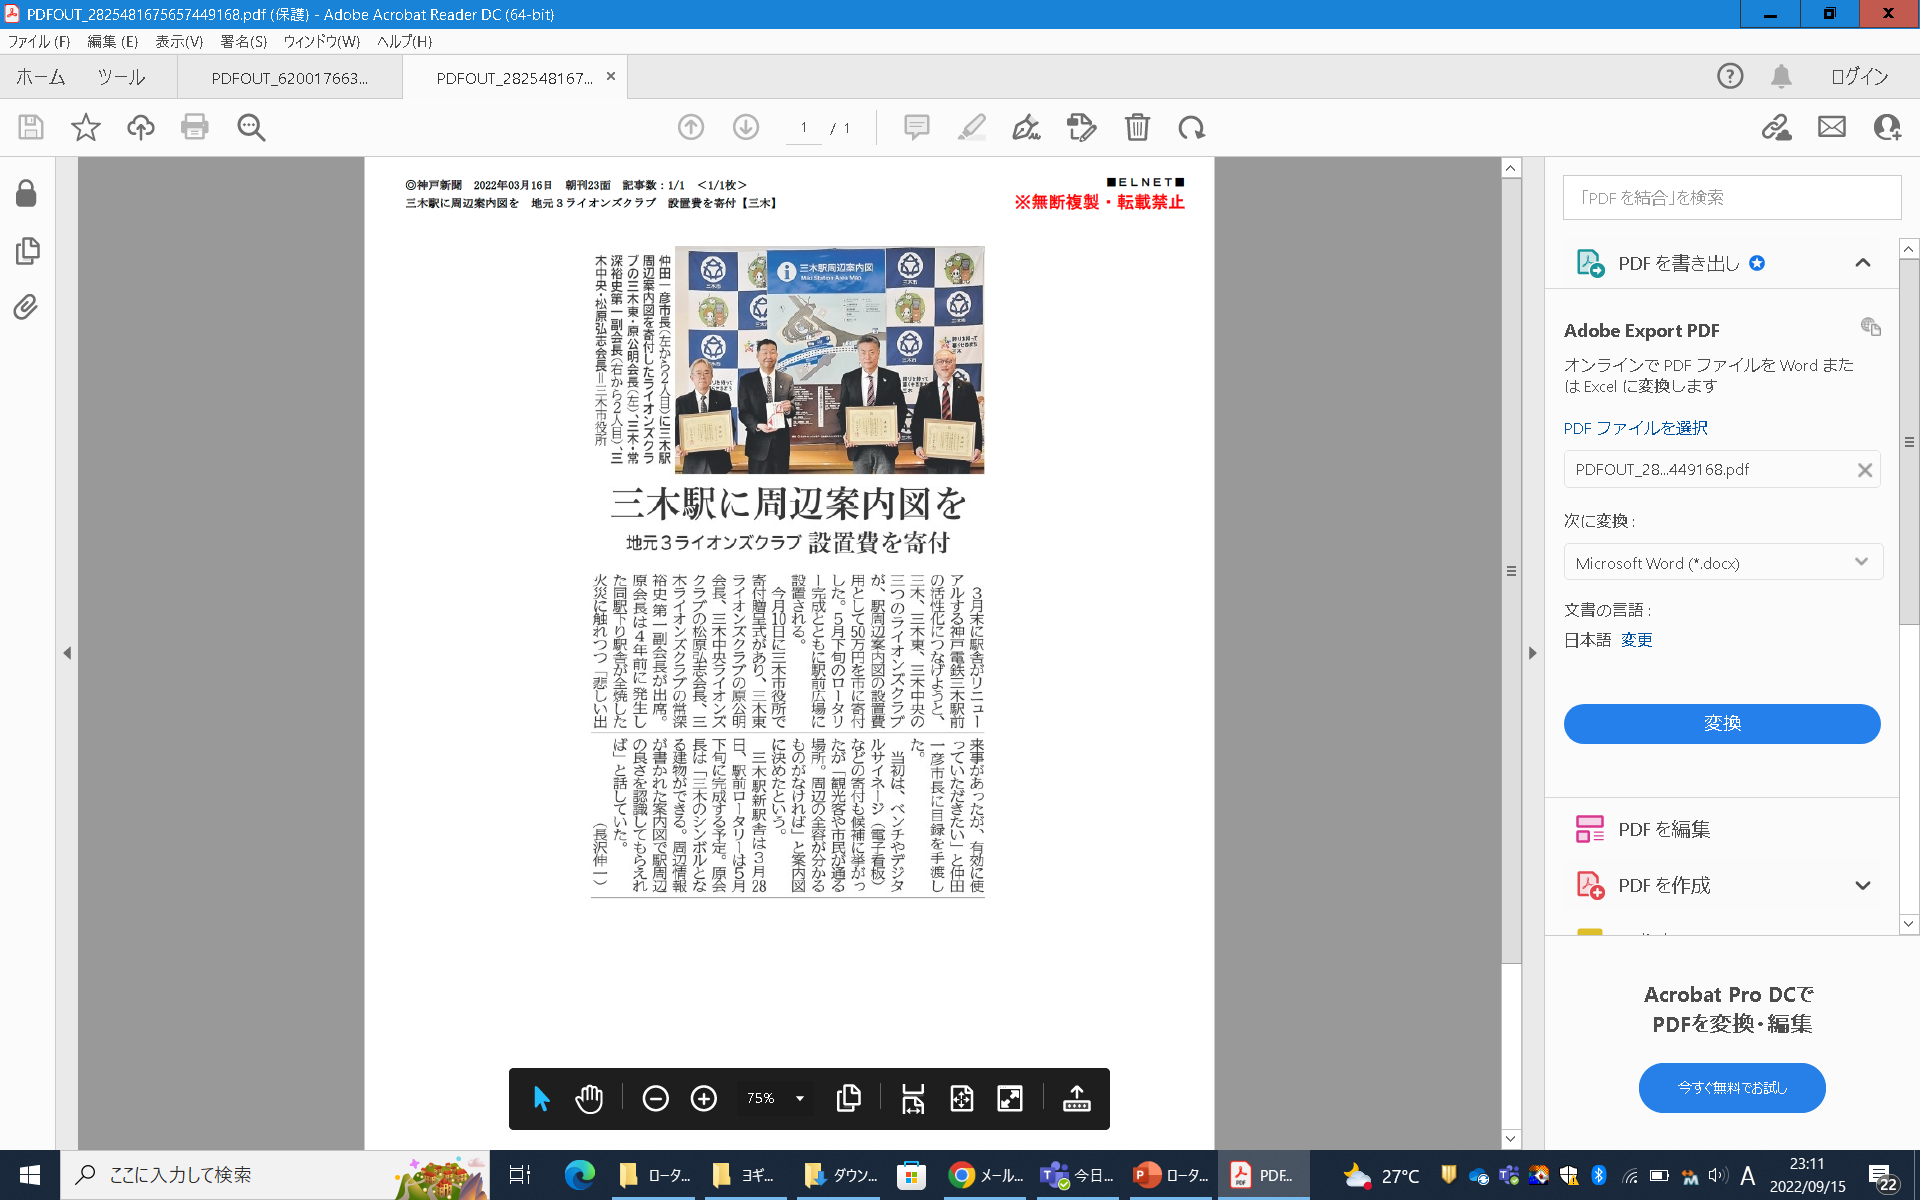 PDFOUT_2825481675657449168.pdf (保護) - Adobe Acrobat Reader DC (64-bit)
ファイル (F) 編集 (E) 表示(V) 署名(S) ウィンドウ(W) ヘルプ(H)
ホーム ツール PDFOUT_620017663... PDFOUT_282548167... ログイン
1 / 1
◎神戸新聞 2022年03月16日 朝刊23面 記事数：1/1 ＜1/1枚＞
三木駅に周辺案内図を 地元３ライオンズクラブ 設置費を寄付【三木】
■ELNET■
※無断複製・転載禁止
三木駅周辺案内図
Miki Station Area Map
仲田一彦市長(左から2人目)に三木駅
周辺案内図を寄付したライオンズクラ
ブの三木東・原公明会長(左)、三木・常
深裕史第一副会長(右から2人目)、三
木中央・松原弘志会長＝三木市役所
三木駅に周辺案内図を
地元３ライオンズクラブ 設置費を寄付
３月末に駅舎がリニュー
アルする神戸電鉄三木駅前
の活性化につなげようと、
三木、三木東、三木中央の
三つのライオンズクラブ
が、駅周辺案内図の設置費
用として50万円を市に寄付
した。５月下旬のロータリ
ー完成とともに駅前広場に
設置される。
今月10日に三木市役所で
寄付贈呈式があり、三木東
ライオンズクラブの原公明
会長、三木中央ライオンズ
クラブの松原弘志会長、三
木ライオンズクラブの常深
裕史第一副会長が出席。
原会長は４年前に発生し
た同駅下り駅舎が全焼した
火災に触れつつ「悲しい出
来事があったが、有効に使
っていただきたい」と仲田
一彦市長に目録を手渡し
た。
当初は、ベンチやデジタ
ルサイネージ（電子看板）
などの寄付も候補に挙がっ
たが「観光客や市民が通る
場所。周辺の全容が分かる
ものがなければ」と案内図
に決めたという。
三木駅新駅舎は３月28
日、駅前ロータリーは５月
下旬に完成する予定。原会
長は「三木のシンボルとな
る建物ができる。周辺情報
が書かれた案内図で駅周辺
の良さを認識してもらえれ
ば」と話していた。
（長沢伸一）
75%
「PDF を結合」を検索
PDF を書き出し
Adobe Export PDF
オンラインで PDF ファイルを Word また
は Excel に変換します
PDF ファイルを選択
PDFOUT_28...449168.pdf
次に変換 :
Microsoft Word (*.docx)
文書の言語 :
日本語 変更
変換
PDF を編集
PDF を作成
Acrobat Pro DCで
PDFを変換・編集
今すぐ無料でお試し
ここに入力して検索
ロータ... ヨギ... ダウン... メール... 今日... ロータ... PDF...
27°C A 23:11
2022/09/15 22